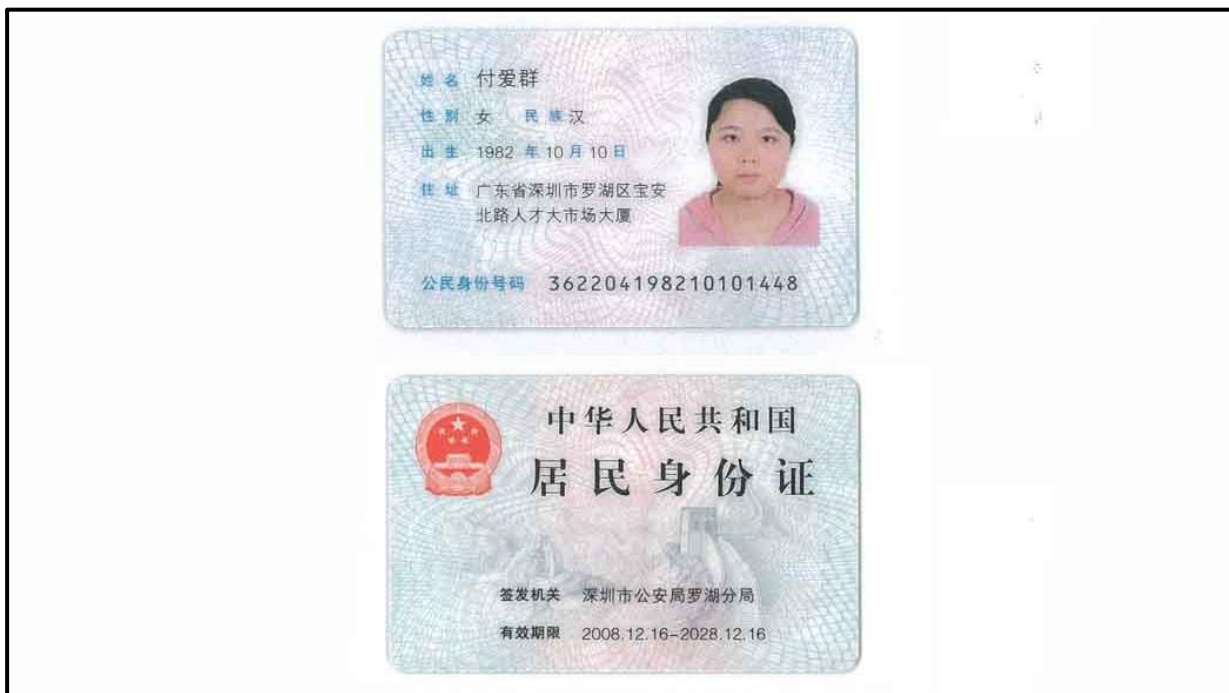 姓名 付爱群
性别 女 民族 汉
出生 1982 年 10 月 10 日
住址 广东省深圳市罗湖区宝安
北路人才大市场大厦
公民身份号码 362204198210101448
中华人民共和国
居民身份证
签发机关 深圳市公安局罗湖分局
有效期限 2008.12.16-2028.12.16